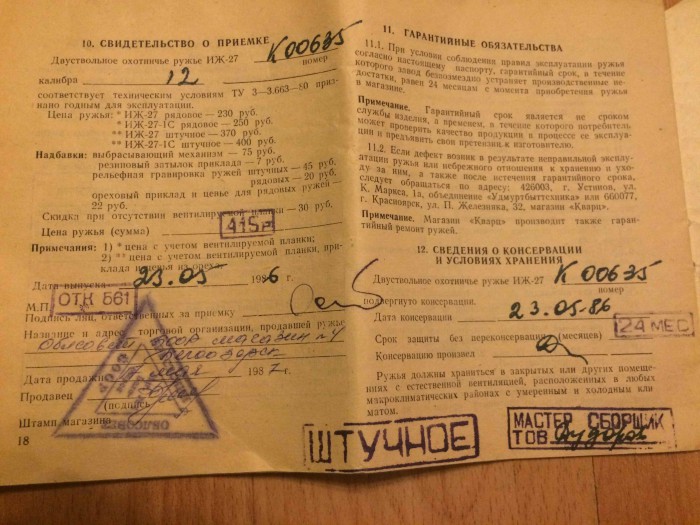 10. СВИДЕТЕЛЬСТВО О ПРИЕМКЕ
Двуствольное охотничье ружье ИЖ-27 К 00635
номер
калибра 12
соответствует техническим условиям ТУ 3—3.663—80 и приз-
нано годным для эксплуатации.
Цена ружья: * ИЖ-27 рядовое — 230 руб.
* ИЖ-27-1С рядовое — 250 руб.
** ИЖ-27 штучное — 370 руб.
** ИЖ-27-1С штучное — 400 руб.
Надбавки: выбрасывающий механизм — 75 руб.
резиновый затылок приклада — 7 руб.
рельефная гравировка ружей штучных — 45 руб.
рядовых — 20 руб.
ореховый приклад и цевье для рядовых ружей —
22 руб.
Скидка при отсутствии вентилируемой планки — 30 руб.
Цена ружья (сумма) 415р
Примечания: 1) * цена с учетом вентилируемой планки;
2) ** цена с учетом вентилируемой планки, при-
клада и цевья из ореха.
Дата выпуска 23.05 1986 г.
М.П. ОТК 561
Подпись лиц, ответственных за приемку
Название и адрес торговой организации, продавшей ружье
магазин
Дата продажи мая 1987 г.
Продавец
(подпись)
Штамп магазина
18
11. ГАРАНТИЙНЫЕ ОБЯЗАТЕЛЬСТВА
11.1. При условии соблюдения правил эксплуатации ружья
согласно настоящему паспорту, гарантийный срок, в течение
которого завод безвозмездно устраняет производственные не-
достатки, равен 24 месяцам с момента приобретения ружья
в магазине.
Примечание. Гарантийный срок является не сроком
службы изделия, а временем, в течение которого потребитель
может проверить качество продукции в процессе ее эксплуа-
тации и предъявить свои претензии к изготовителю.
11.2. Если дефект возник в результате неправильной эксплу-
атации ружья или небрежного отношения к хранению и ухо-
ду за ним, а также после истечения гарантийного срока,
следует обращаться по адресу: 426003, г. Устинов, ул.
К. Маркса, 1а, объединение «Удмуртбыттехника» или 660077,
г. Красноярск, ул. П. Железняка, 32, магазин «Кварц».
Примечание. Магазин «Кварц» производит также гаран-
тийный ремонт ружей.
12. СВЕДЕНИЯ О КОНСЕРВАЦИИ
И УСЛОВИЯХ ХРАНЕНИЯ
Двуствольное охотничье ружье ИЖ-27 К 00635
номер
подвергнуто консервации.
Дата консервации 23.05-86
Срок защиты без переконсервации (месяцев) 24 МЕС.
Консервацию произвел
Ружья должны храниться в закрытых или других помеще-
ниях с естественной вентиляцией, расположенных в любых
макроклиматических районах с умеренным и холодным кли-
матом.
ШТУЧНОЕ
МАСТЕР СБОРЩИК
ТОВ.